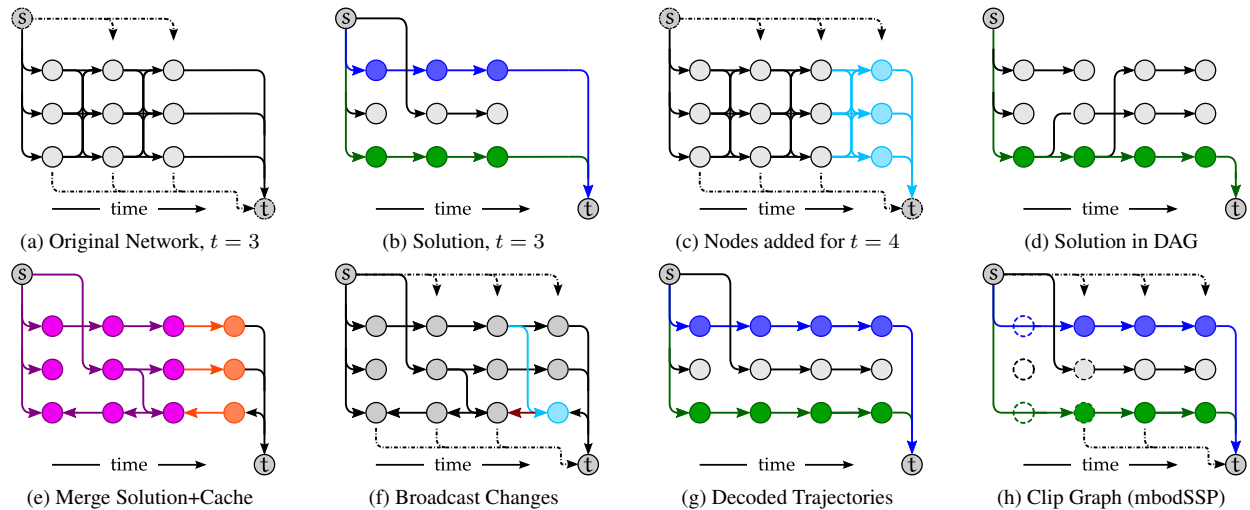 s
s
s
s
t
t
t
t
time
time
time
time
(a) Original Network, t = 3
(b) Solution, t = 3
(c) Nodes added for t = 4
(d) Solution in DAG
s
s
s
s
t
t
t
t
time
time
time
time
(e) Merge Solution+Cache
(f) Broadcast Changes
(g) Decoded Trajectories
(h) Clip Graph (mbodSSP)